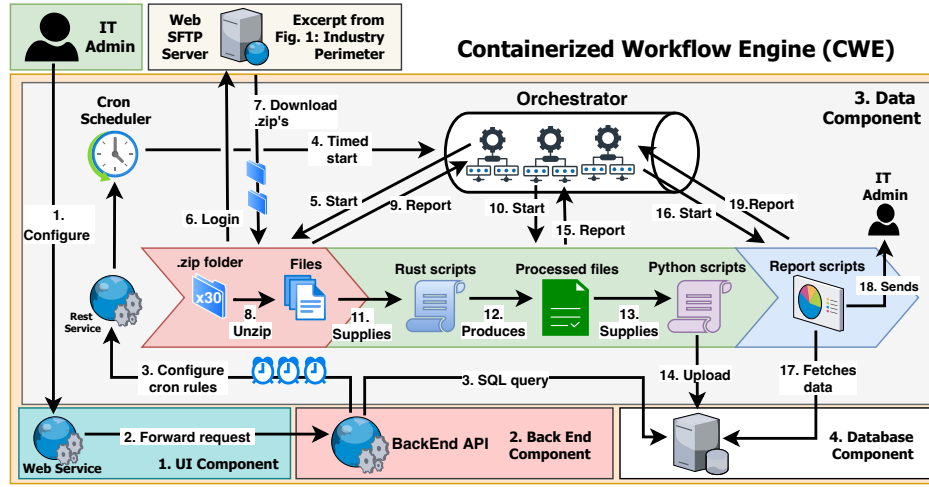 IT
Admin
Web
SFTP
Server
Excerpt from
Fig. 1: Industry
Perimeter
Containerized Workflow Engine (CWE)
Cron
Scheduler
7. Download
.zip's
Orchestrator
3. Data
Component
4. Timed
start
IT
Admin
1.
Configure
6. Login
5. Start
9. Report
10. Start
15. Report
16. Start
19.Report
.zip folder
Files
Rust scripts
Processed files
Python scripts
Report scripts
x30
18. Sends
Rest
Service
8.
Unzip
11.
Supplies
12.
Produces
13.
Supplies
3. Configure
cron rules
3. SQL query
14. Upload
17. Fetches
data
2. Forward request
Web Service
1. UI Component
BackEnd API
2. Back End
Component
4. Database
Component